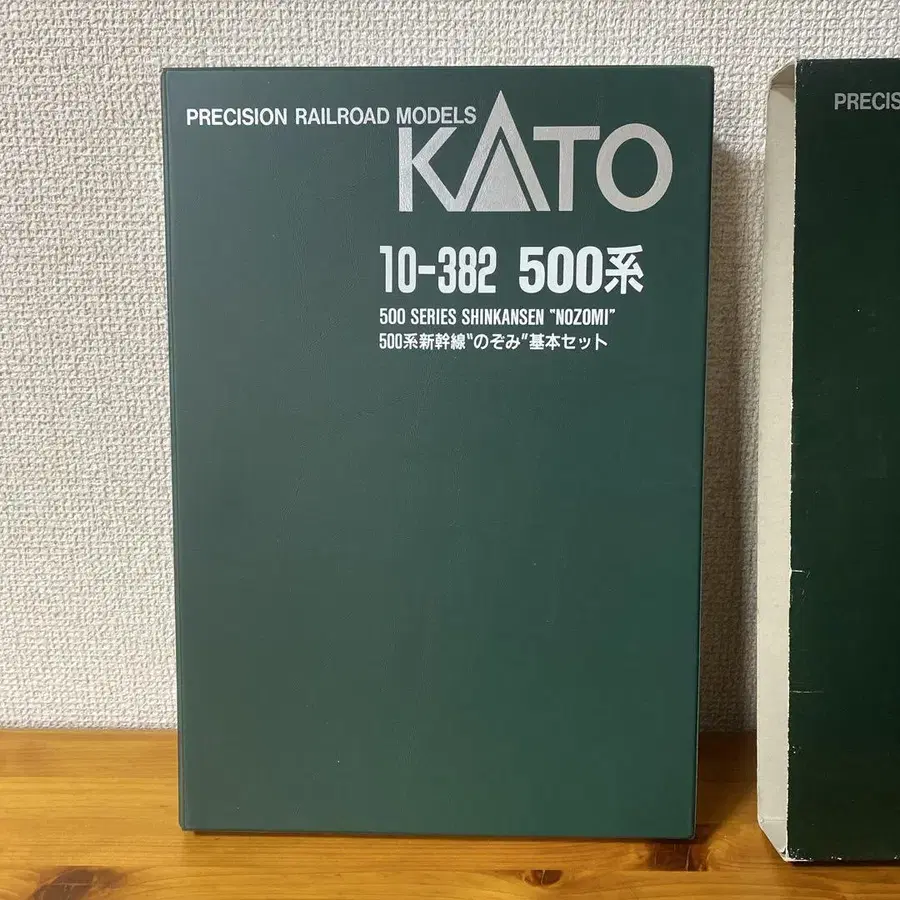 PRECISION RAILROAD MODELS
KATO
10-382 500系
500 SERIES SHINKANSEN "NOZOMI"
500系新幹線"のぞみ"基本セット
PRECIS